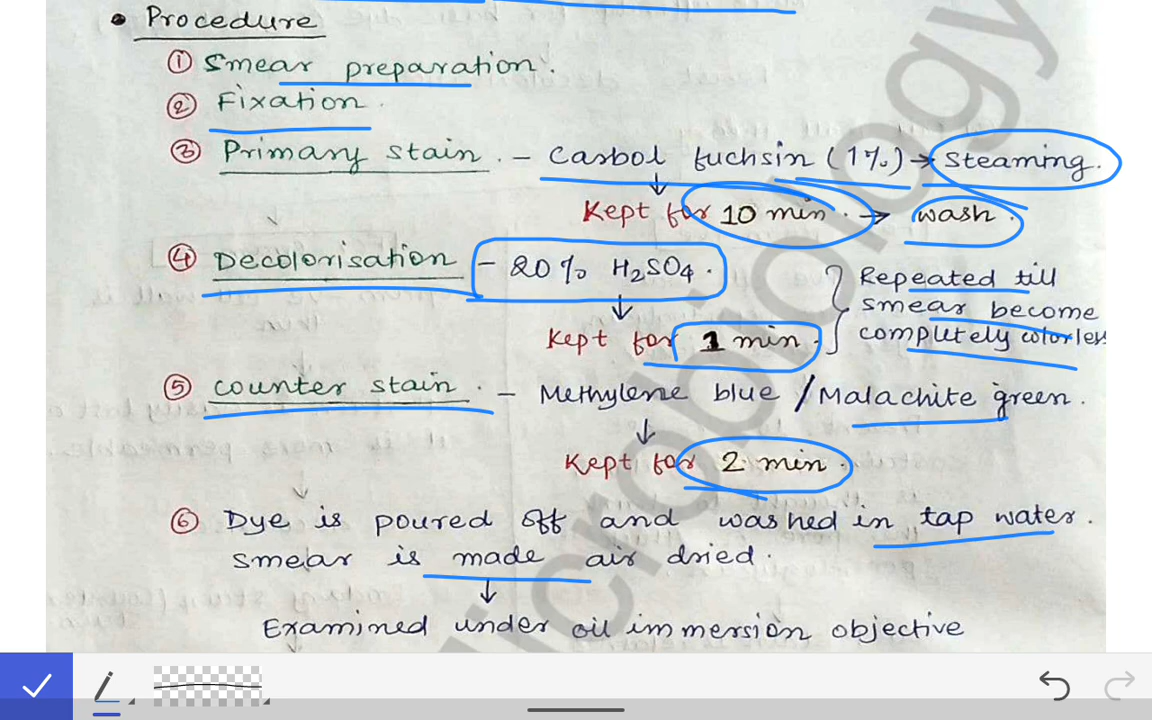 • Procedure
① Smear preparation.
② Fixation.
③ Primary stain. - Carbol fuchsin (1%) → steaming.
↓
Kept for 10 min. → wash.
④ Decolorisation - 20% H₂SO₄.
↓
Kept for 1 min.
} Repeated till
smear become
completely colorless
⑤ counter stain. - Methylene blue / Malachite green.
↓
Kept for 2 min.
⑥ Dye is poured off and washed in tap water.
smear is made air dried.
↓
Examined under oil immersion objective
icrobiology